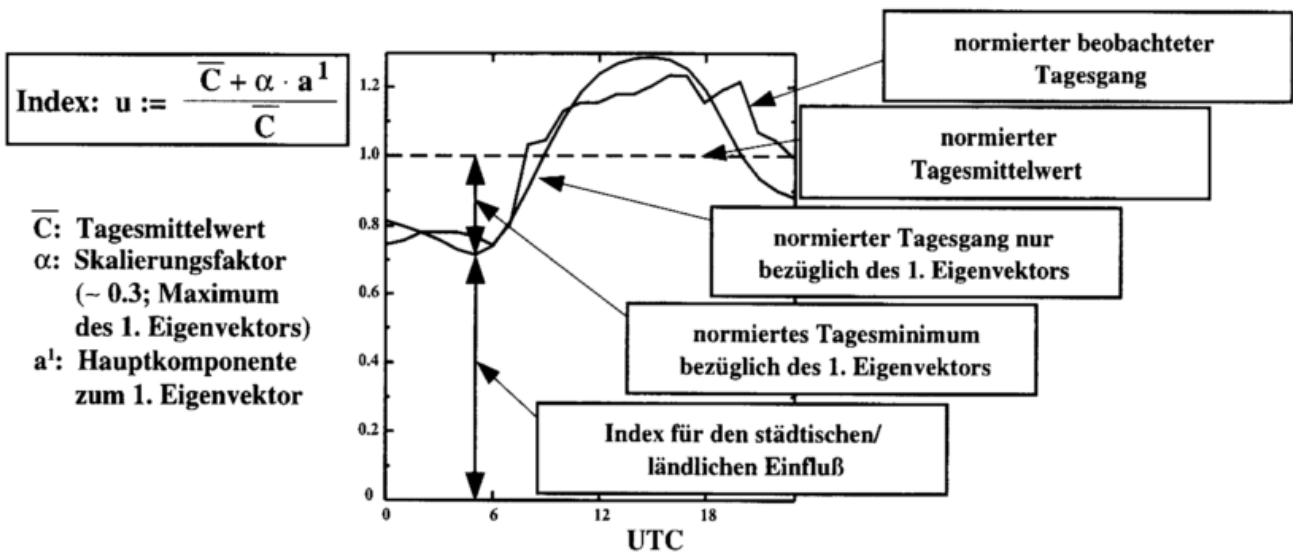 Index: u := C̅ + α · a¹ / C̅
C̅: Tagesmittelwert
α: Skalierungsfaktor
(~ 0.3; Maximum
des 1. Eigenvektors)
a¹: Hauptkomponente
zum 1. Eigenvektor
1.2
1.0
0.8
0.6
0.4
0.2
0
0 6 12 18
UTC
normierter beobachteter
Tagesgang
normierter
Tagesmittelwert
normierter Tagesgang nur
bezüglich des 1. Eigenvektors
normiertes Tagesminimum
bezüglich des 1. Eigenvektors
Index für den städtischen/
ländlichen Einfluß